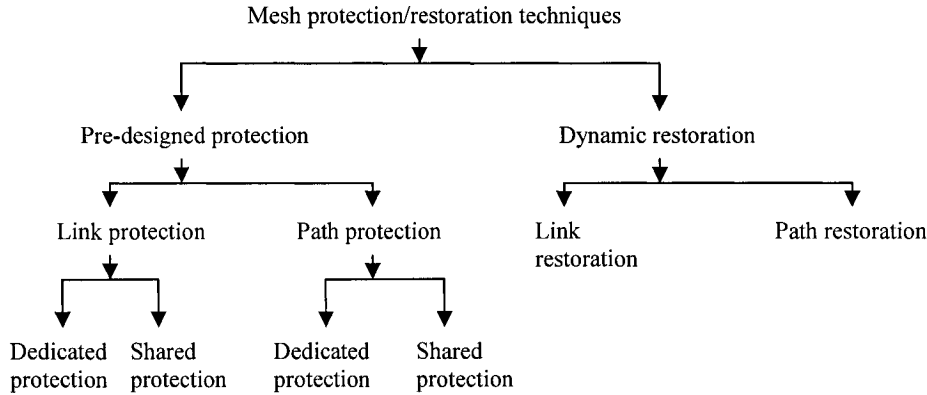 Mesh protection/restoration techniques
Pre-designed protection
Dynamic restoration
Link protection
Path protection
Link
restoration
Path restoration
Dedicated
protection
Shared
protection
Dedicated
protection
Shared
protection